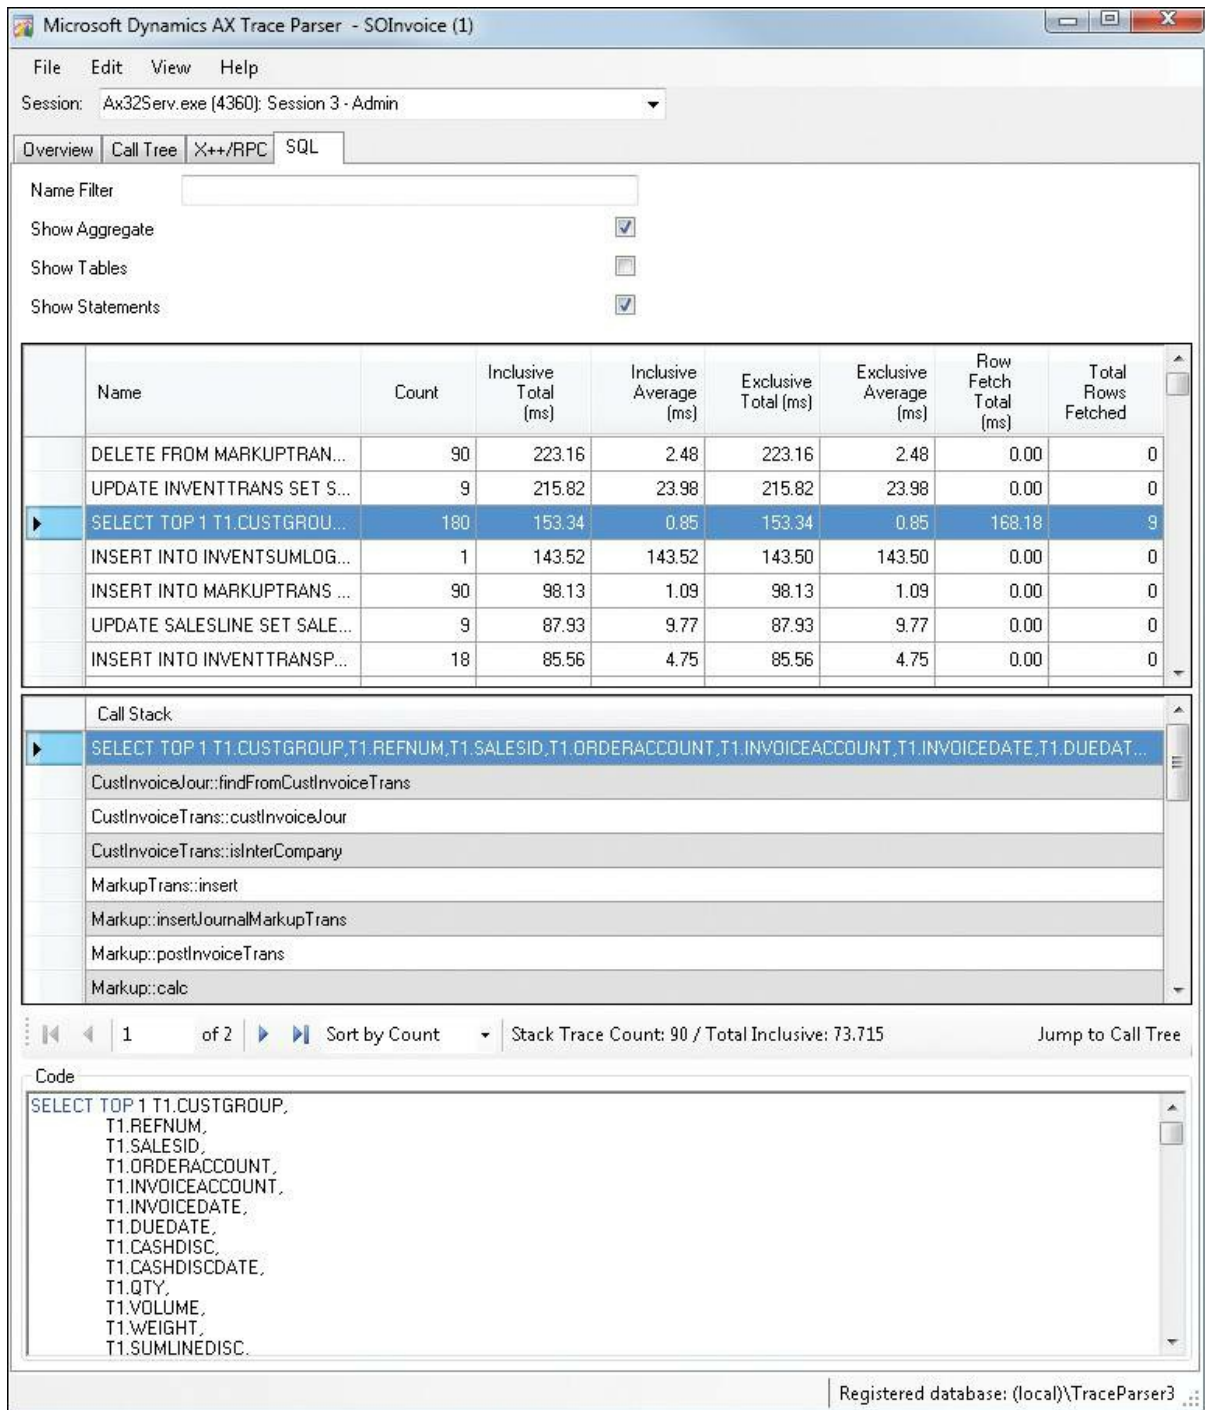 Microsoft Dynamics AX Trace Parser - SOInvoice (1)
File Edit View Help
Session: Ax32Serv.exe (4360): Session 3 - Admin
Overview Call Tree X++/RPC SQL
Name Filter
Show Aggregate
Show Tables
Show Statements
Name Count Inclusive Total (ms) Inclusive Average (ms) Exclusive Total (ms) Exclusive Average (ms) Row Fetch Total (ms) Total Rows Fetched
DELETE FROM MARKUPTRAN... 90 223.16 2.48 223.16 2.48 0.00 0
UPDATE INVENTTRANS SET S... 9 215.82 23.98 215.82 23.98 0.00 0
SELECT TOP 1 T1.CUSTGROU... 180 153.34 0.85 153.34 0.85 168.18 9
INSERT INTO INVENTSUMLOG... 1 143.52 143.52 143.50 143.50 0.00 0
INSERT INTO MARKUPTRANS ... 90 98.13 1.09 98.13 1.09 0.00 0
UPDATE SALESLINE SET SALE... 9 87.93 9.77 87.93 9.77 0.00 0
INSERT INTO INVENTTRANSP... 18 85.56 4.75 85.56 4.75 0.00 0
Call Stack
SELECT TOP 1 T1.CUSTGROUP,T1.REFNUM,T1.SALESID,T1.ORDERACCOUNT,T1.INVOICEACCOUNT,T1.INVOICEDATE,T1.DUEDAT...
CustInvoiceJour::findFromCustInvoiceTrans
CustInvoiceTrans::custInvoiceJour
CustInvoiceTrans::isInterCompany
MarkupTrans::insert
Markup::insertJournalMarkupTrans
Markup::postInvoiceTrans
Markup::calc
1 of 2 Sort by Count Stack Trace Count: 90 / Total Inclusive: 73.715 Jump to Call Tree
Code
SELECT TOP 1 T1.CUSTGROUP,
T1.REFNUM,
T1.SALESID,
T1.ORDERACCOUNT,
T1.INVOICEACCOUNT,
T1.INVOICEDATE,
T1.DUEDATE,
T1.CASHDISC,
T1.CASHDISCDATE,
T1.QTY,
T1.VOLUME,
T1.WEIGHT,
T1.SUMLINEDISC,
Registered database: (local)\TraceParser3